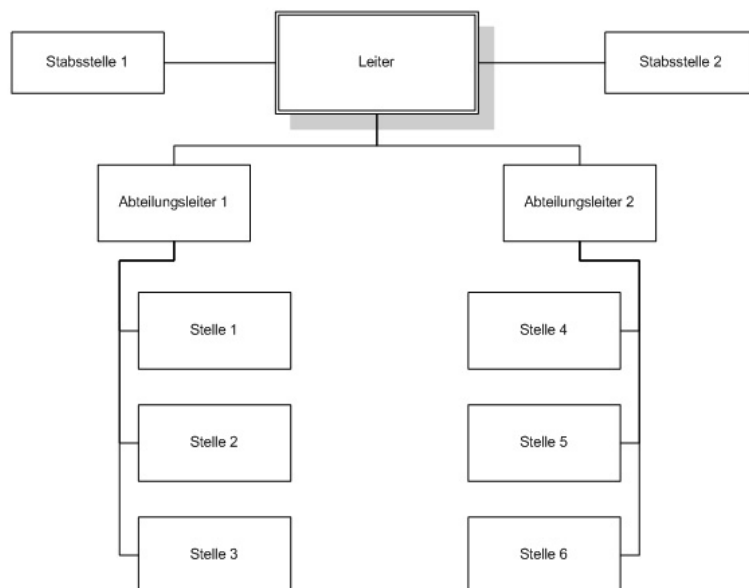 Stabsstelle 1
Leiter
Stabsstelle 2
Abteilungsleiter 1
Abteilungsleiter 2
Stelle 1
Stelle 4
Stelle 2
Stelle 5
Stelle 3
Stelle 6